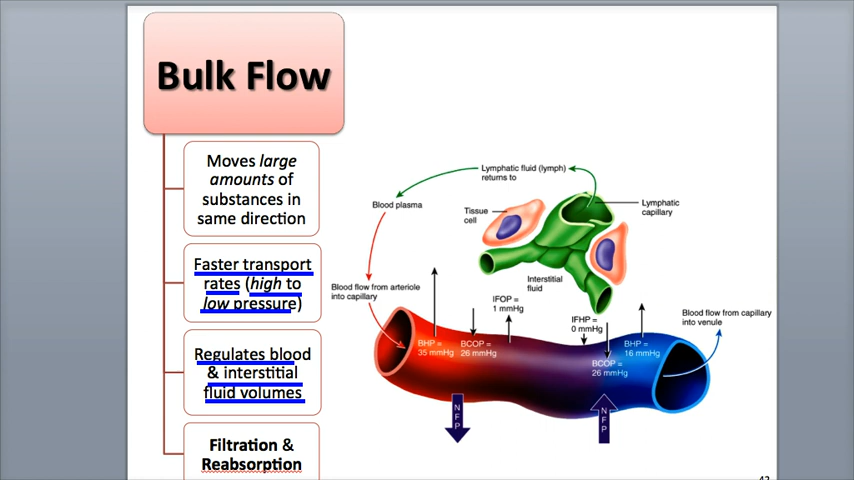 Bulk Flow
Moves large
amounts of
substances in
same direction
Faster transport
rates (high to
low pressure)
Regulates blood
& interstitial
fluid volumes
Filtration &
Reabsorption
Lymphatic fluid (lymph)
returns to
Blood plasma
Tissue
cell
Lymphatic
capillary
Blood flow from arteriole
into capillary
Interstitial
fluid
IFOP =
1 mmHg
IFHP =
0 mmHg
Blood flow from capillary
into venule
BHP =
35 mmHg
BCOP =
26 mmHg
BHP =
16 mmHg
BCOP =
26 mmHg
NFP
NFP